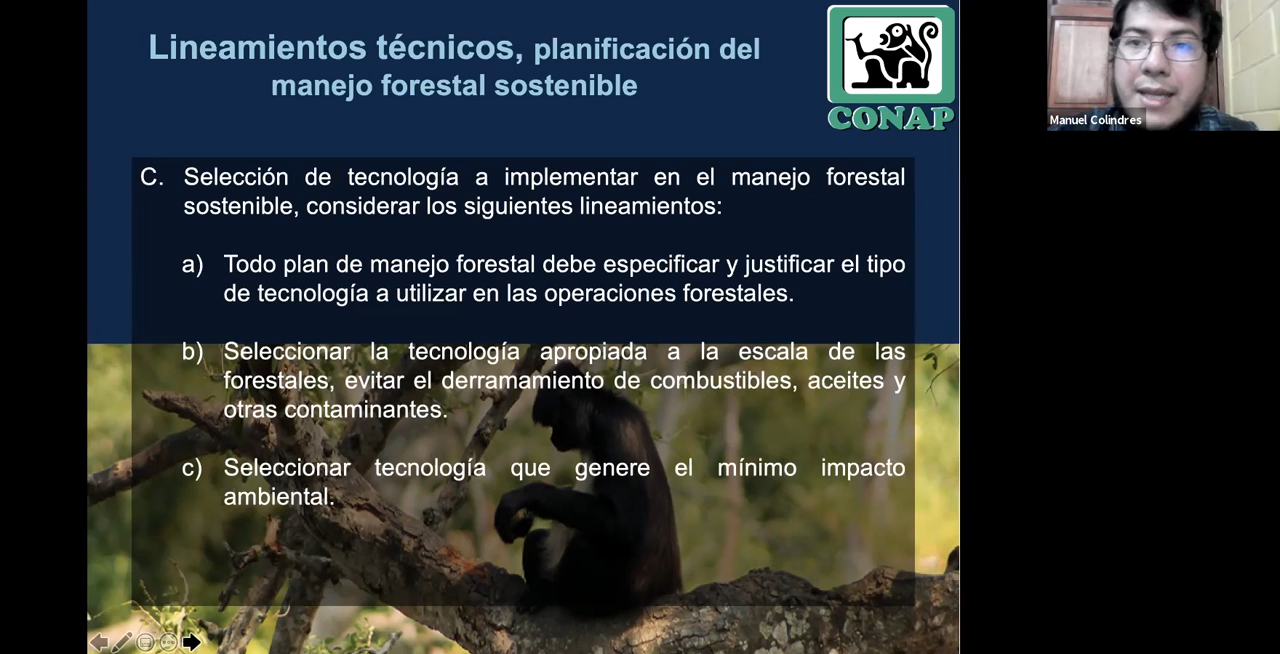 Lineamientos técnicos, planificación del
manejo forestal sostenible
CONAP
Manuel Colindres
C. Selección de tecnología a implementar en el manejo forestal
sostenible, considerar los siguientes lineamientos:
a) Todo plan de manejo forestal debe especificar y justificar el tipo
de tecnología a utilizar en las operaciones forestales.
b) Seleccionar la tecnología apropiada a la escala de las
forestales, evitar el derramamiento de combustibles, aceites y
otras contaminantes.
c) Seleccionar tecnología que genere el mínimo impacto
ambiental.